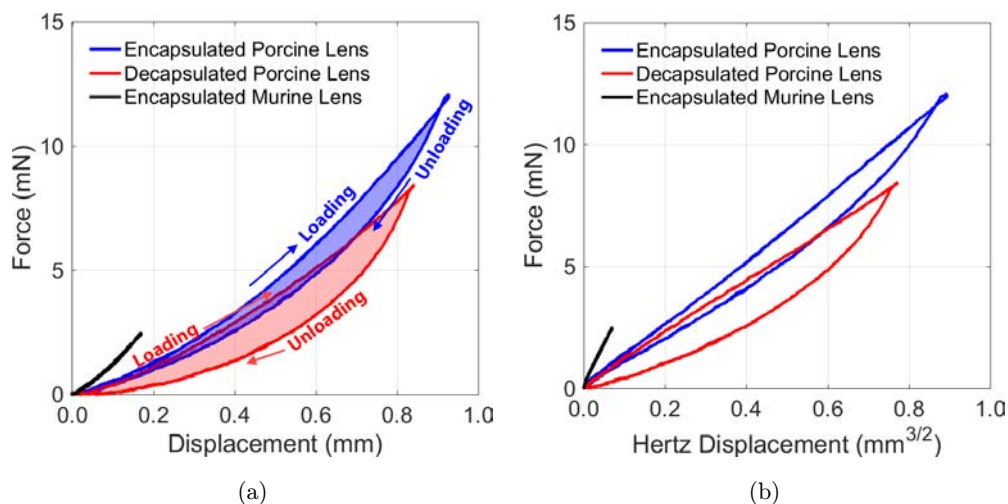 15
10
5
0
Force (mN)
Encapsulated Porcine Lens
Decapsulated Porcine Lens
Encapsulated Murine Lens
Loading
Unloading
Loading
Unloading
0.0 0.2 0.4 0.6 0.8 1.0
Displacement (mm)
(a)
15
10
5
0
Force (mN)
Encapsulated Porcine Lens
Decapsulated Porcine Lens
Encapsulated Murine Lens
0.0 0.2 0.4 0.6 0.8 1.0
Hertz Displacement (mm^3/2)
(b)